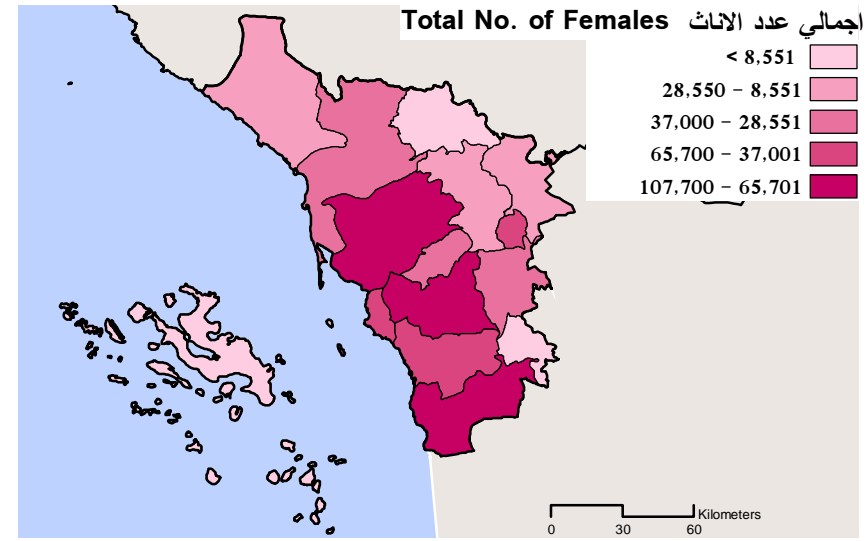 Total No. of Females اجمالي عدد الاناث
< 8,551
28,550 - 8,551
37,000 - 28,551
65,700 - 37,001
107,700 - 65,701
Kilometers
0 30 60